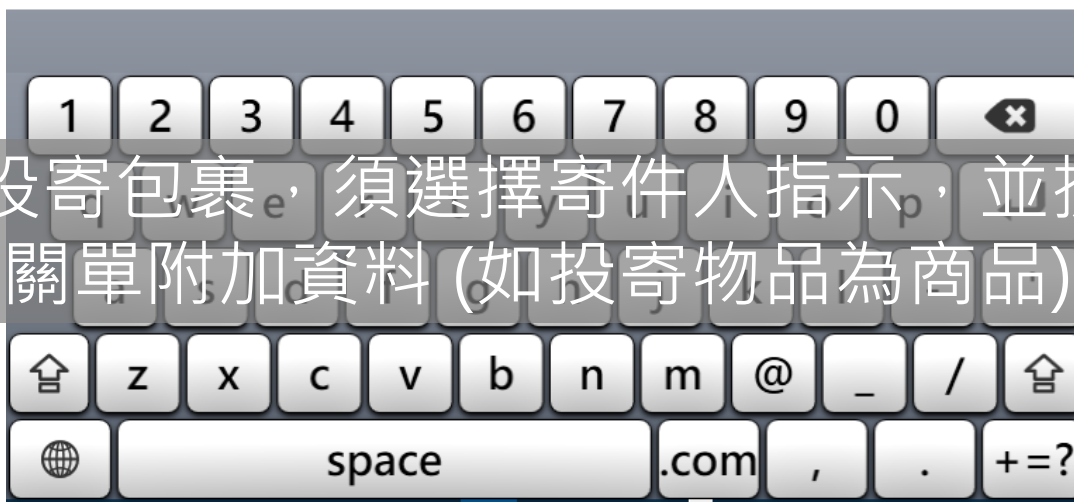 1 2 3 4 5 6 7 8 9 0
投寄包裹，須選擇寄件人指示，並
q w e y u i o p
關單附加資料 (如投寄物品為商品)
a s d f g h j k l
z x c v b n m @ _ /
space .com , . +=?